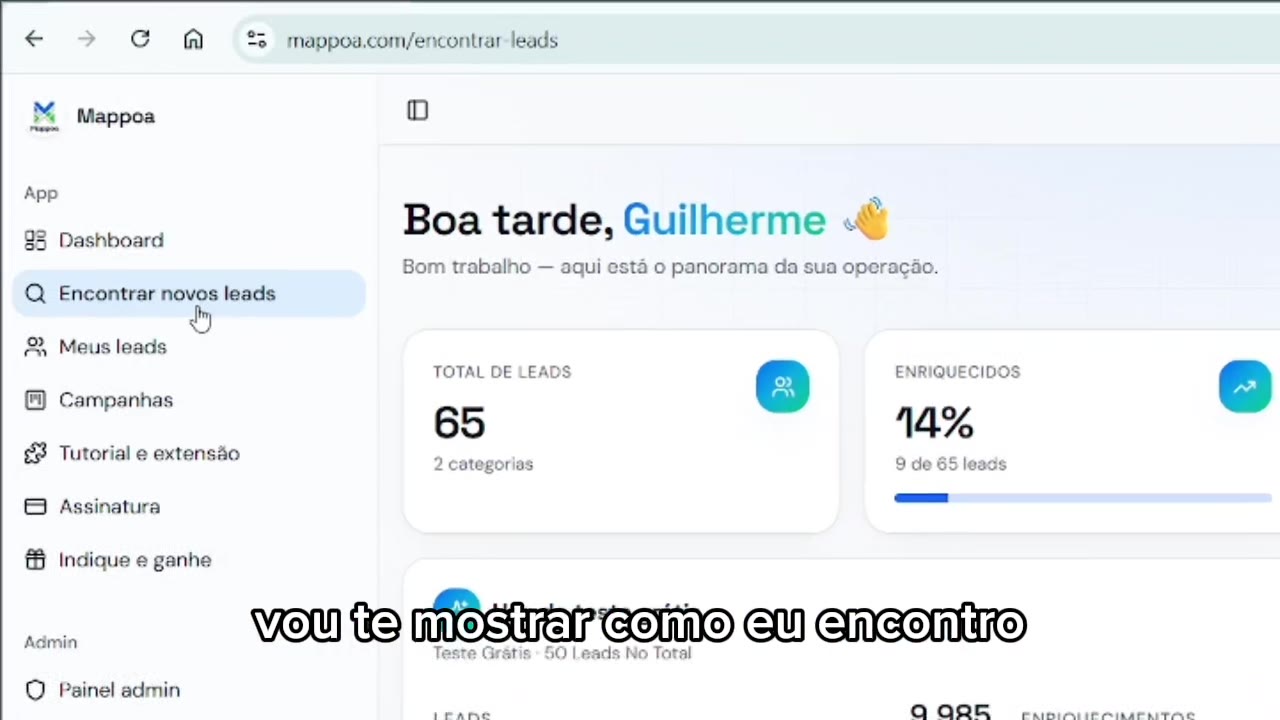 mappoa.com/encontrar-leads
Mappoa
Mappoa
App
Dashboard
Encontrar novos leads
Meus leads
Campanhas
Tutorial e extensão
Assinatura
Indique e ganhe
Admin
Painel admin
Boa tarde, Guilherme 👋
Bom trabalho — aqui está o panorama da sua operação.
TOTAL DE LEADS
65
2 categorias
ENRIQUECIDOS
14%
9 de 65 leads
vou te mostrar como eu encontro
Teste Grátis · 50 Leads No Total
LEADS
9.985
ENRIQUECIMENTOS